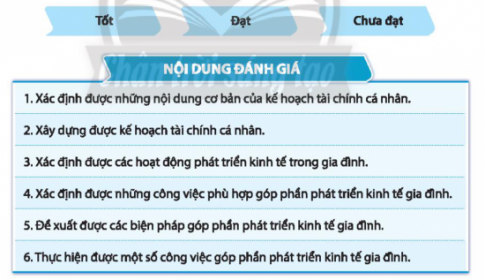 Tốt
Đạt
Chưa đạt
Chân trời sáng tạo
NỘI DUNG ĐÁNH GIÁ
1. Xác định được những nội dung cơ bản của kế hoạch tài chính cá nhân.
2. Xây dựng được kế hoạch tài chính cá nhân.
3. Xác định được các hoạt động phát triển kinh tế trong gia đình.
4. Xác định được những công việc phù hợp góp phần phát triển kinh tế gia đình.
5. Đề xuất được các biện pháp góp phần phát triển kinh tế gia đình.
6. Thực hiện được một số công việc góp phần phát triển kinh tế gia đình.